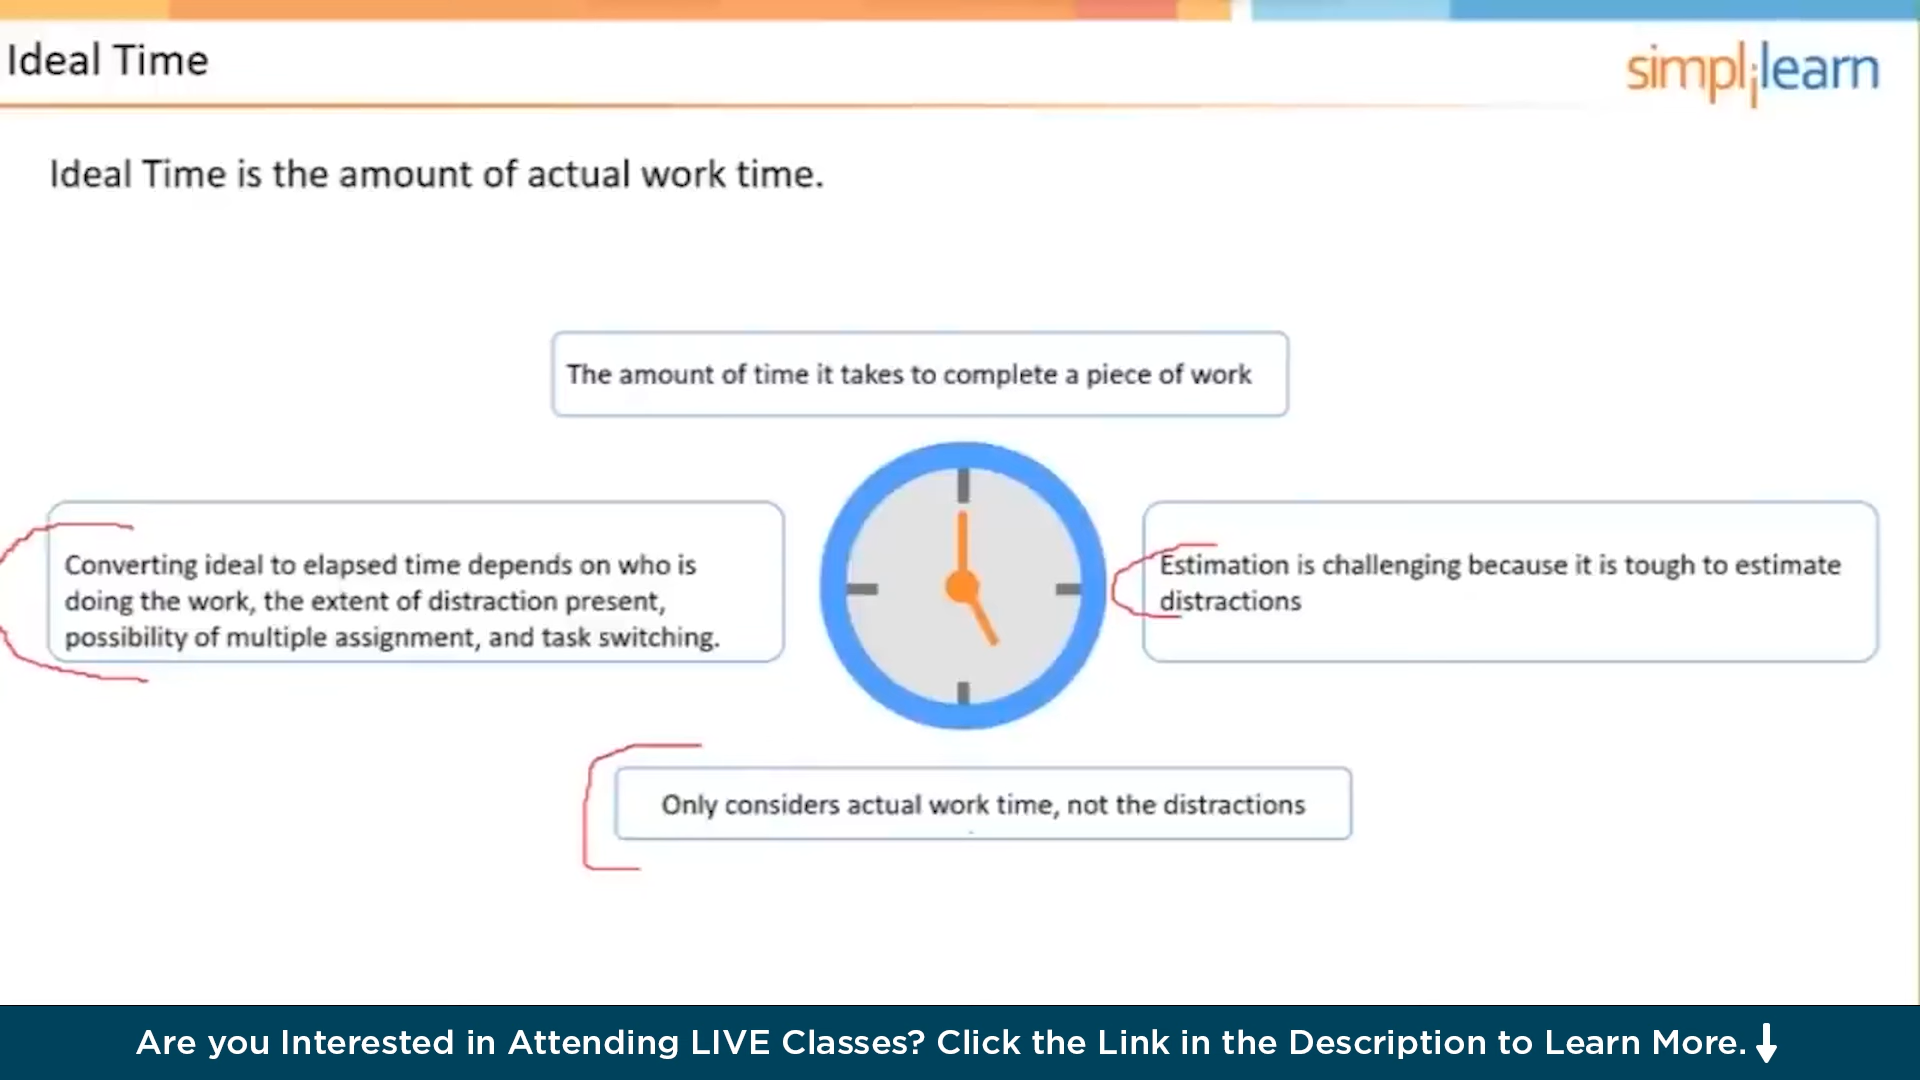 Ideal Time
simplilearn
Ideal Time is the amount of actual work time.
The amount of time it takes to complete a piece of work
Converting ideal to elapsed time depends on who is
doing the work, the extent of distraction present,
possibility of multiple assignment, and task switching.
Estimation is challenging because it is tough to estimate
distractions
Only considers actual work time, not the distractions
Are you Interested in Attending LIVE Classes? Click the Link in the Description to Learn More.